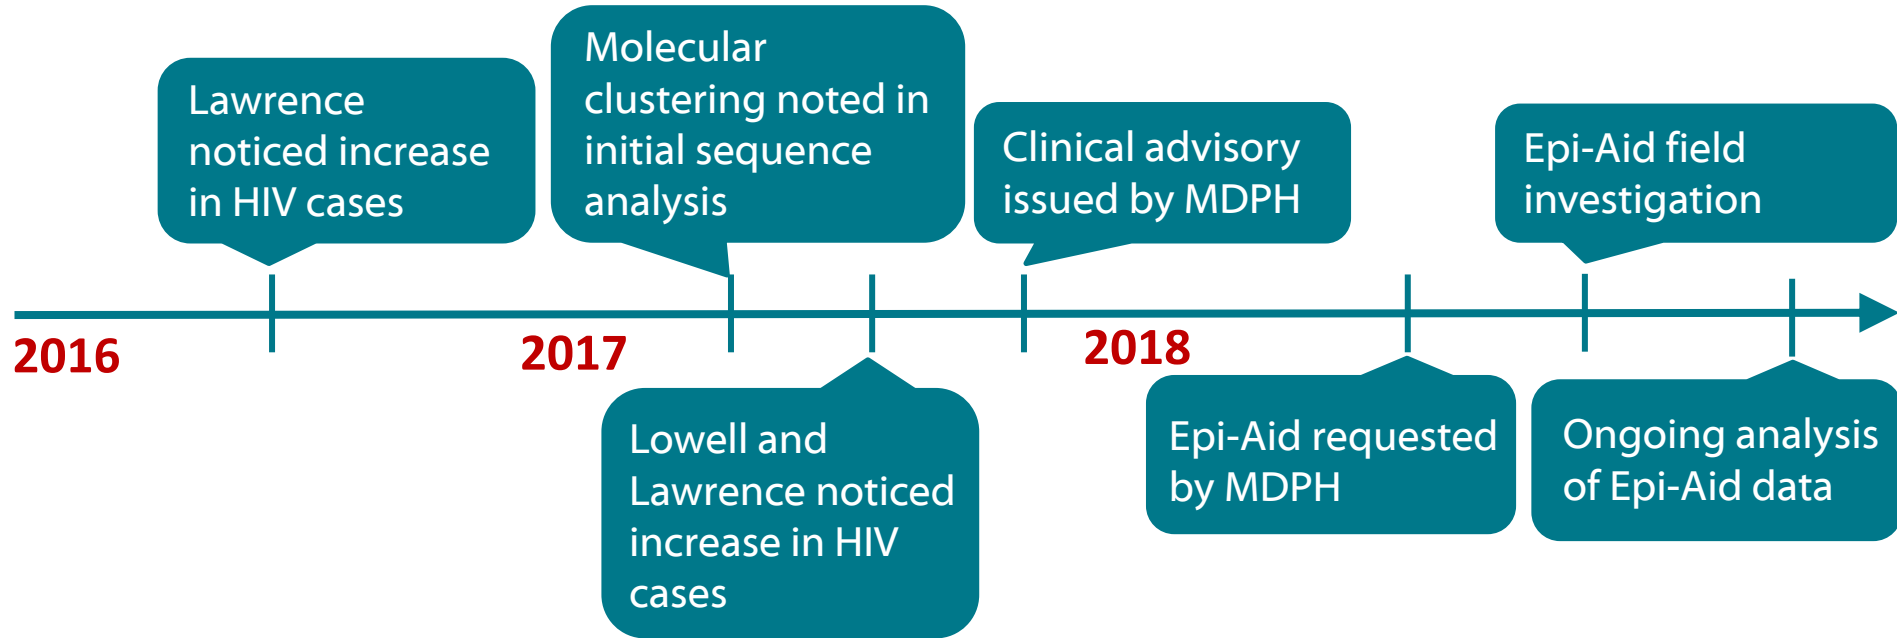 Lawrence
noticed increase
in HIV cases
Molecular
clustering noted in
initial sequence
analysis
Clinical advisory
issued by MDPH
Epi-Aid field
investigation
2016
2017
2018
Lowell and
Lawrence noticed
increase in HIV
cases
Epi-Aid requested
by MDPH
Ongoing analysis
of Epi-Aid data